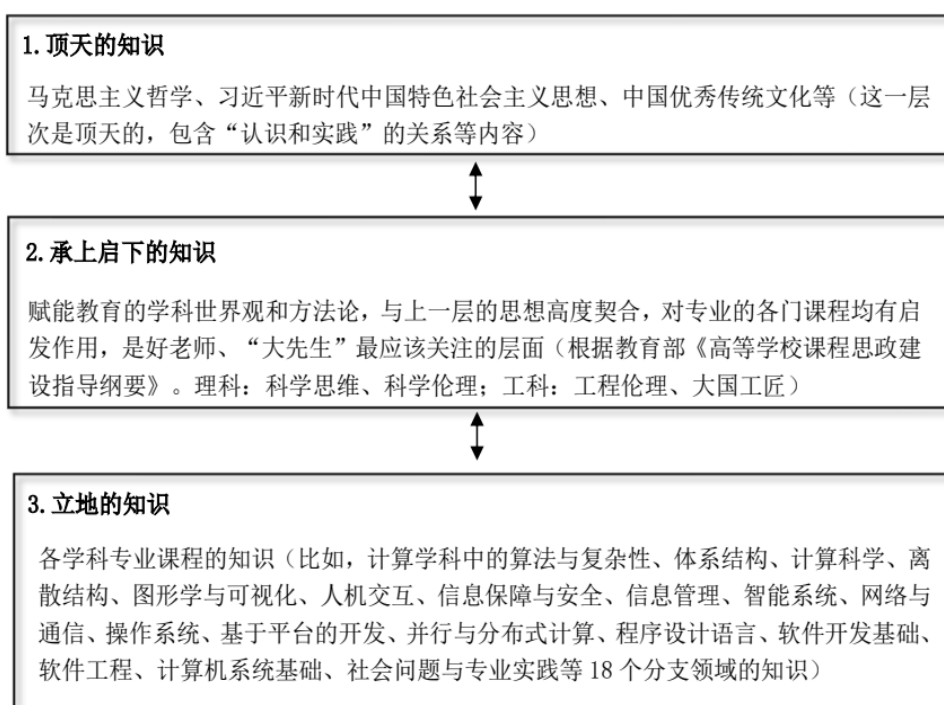 1.顶天的知识
马克思主义哲学、习近平新时代中国特色社会主义思想、中国优秀传统文化等（这一层
次是顶天的，包含“认识和实践”的关系等内容）
2.承上启下的知识
赋能教育的学科世界观和方法论，与上一层的思想高度契合，对专业的各门课程均有启
发作用，是好老师、“大先生”最应该关注的层面（根据教育部《高等学校课程思政建
设指导纲要》。理科：科学思维、科学伦理；工科：工程伦理、大国工匠）
3.立地的知识
各学科专业课程的知识（比如，计算学科中的算法与复杂性、体系结构、计算科学、离
散结构、图形学与可视化、人机交互、信息保障与安全、信息管理、智能系统、网络与
通信、操作系统、基于平台的开发、并行与分布式计算、程序设计语言、软件开发基础、
软件工程、计算机系统基础、社会问题与专业实践等 18 个分支领域的知识）